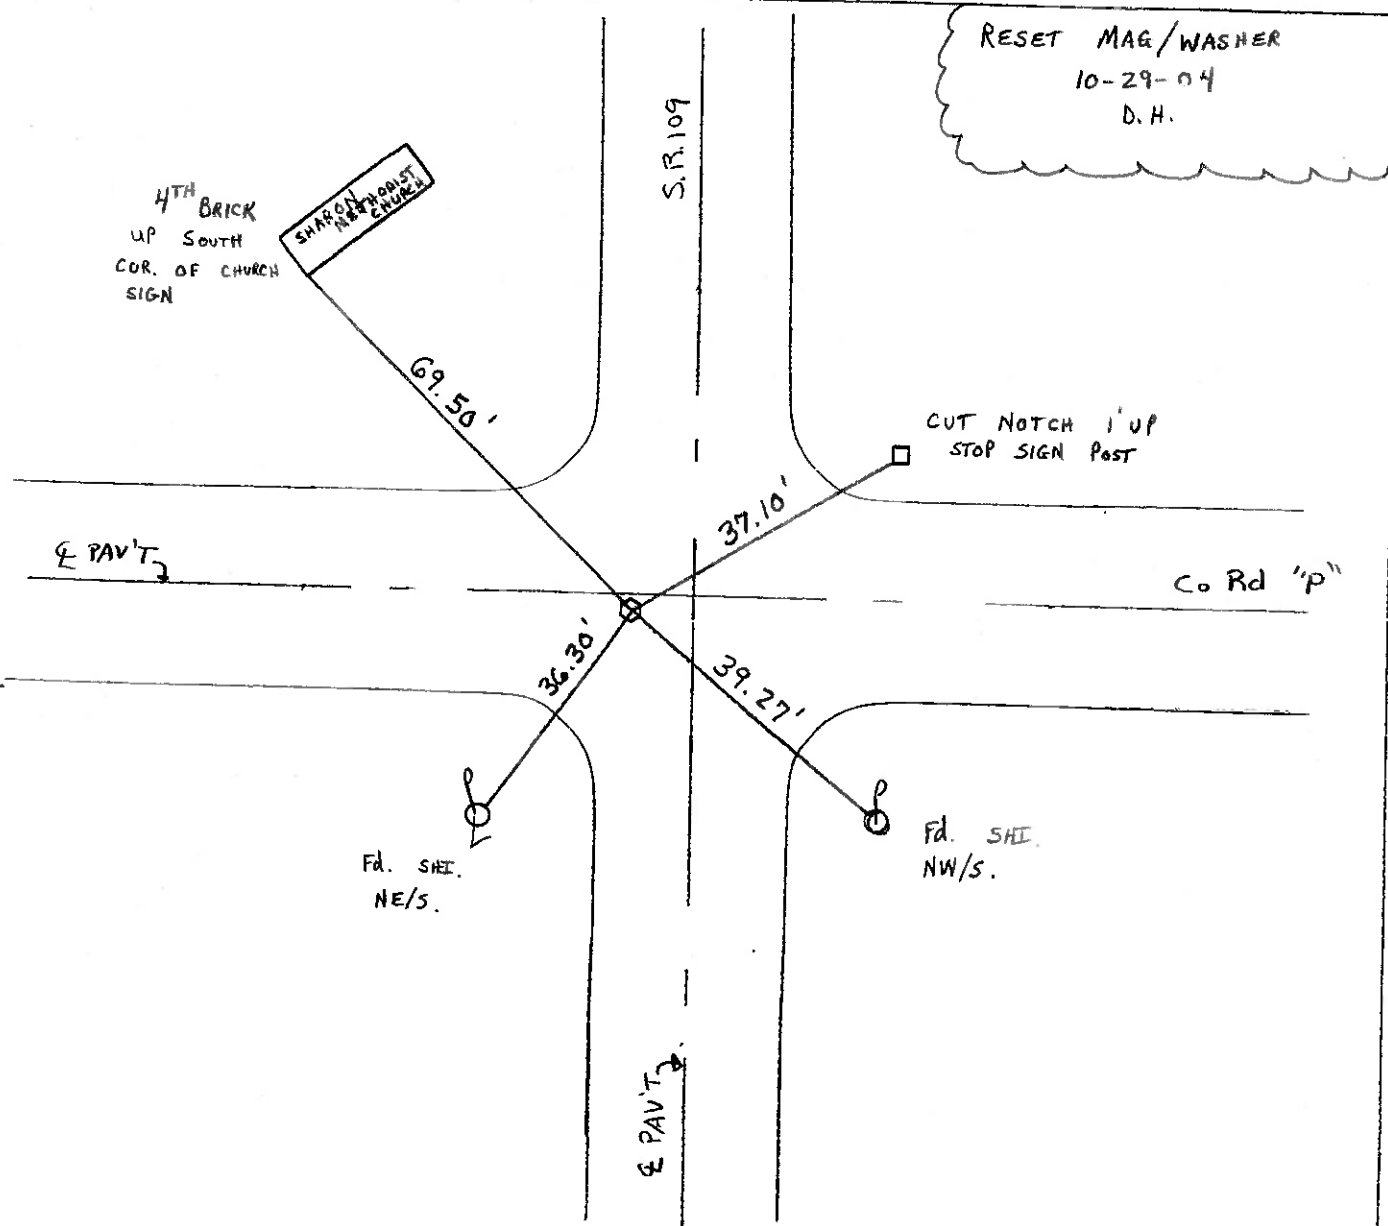 RESET MAG/WASHER
10-29-04
D.H.
S.R.109
4TH BRICK
UP SOUTH
COR. OF CHURCH
SIGN
SHARON
METHODIST
CHURCH
69.50'
CUT NOTCH 1' UP
STOP SIGN POST
37.10'
℄ PAV'T
Co Rd "P"
36.30'
39.27'
Fd. SHI.
NE/S.
Fd. SHI.
NW/S.
℄ PAV'T